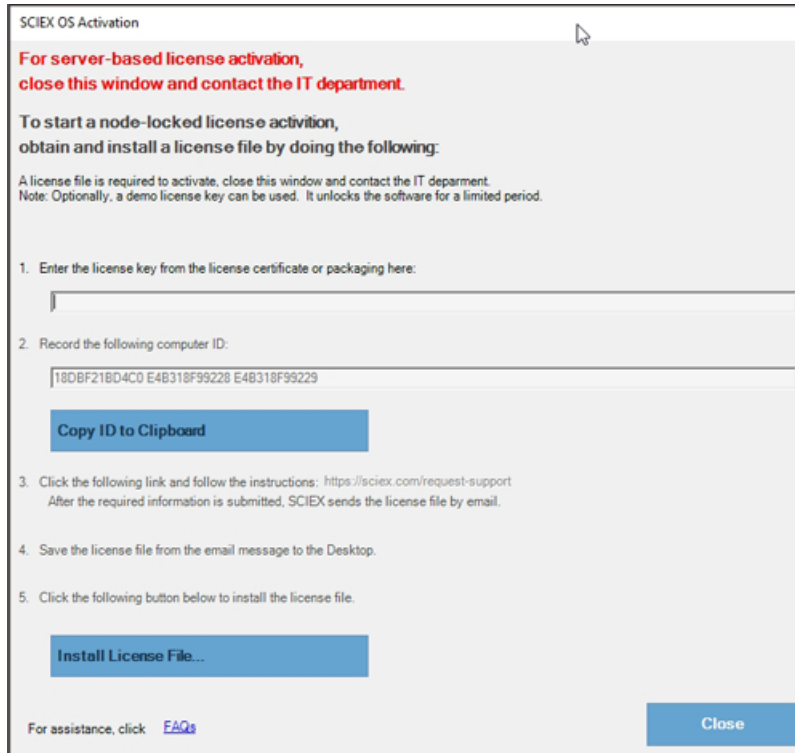 SCIEX OS Activation
For server-based license activation,
close this window and contact the IT department.
To start a node-locked license activition,
obtain and install a license file by doing the following:
A license file is required to activate, close this window and contact the IT deparment.
Note: Optionally, a demo license key can be used. It unlocks the software for a limited period.
1. Enter the license key from the license certificate or packaging here:
2. Record the following computer ID:
18DBF21BD4C0 E4B318F99228 E4B318F99229
Copy ID to Clipboard
3. Click the following link and follow the instructions: https://sciex.com/request-support
After the required information is submitted, SCIEX sends the license file by email.
4. Save the license file from the email message to the Desktop.
5. Click the following button below to install the license file.
Install License File...
For assistance, click FAQs
Close